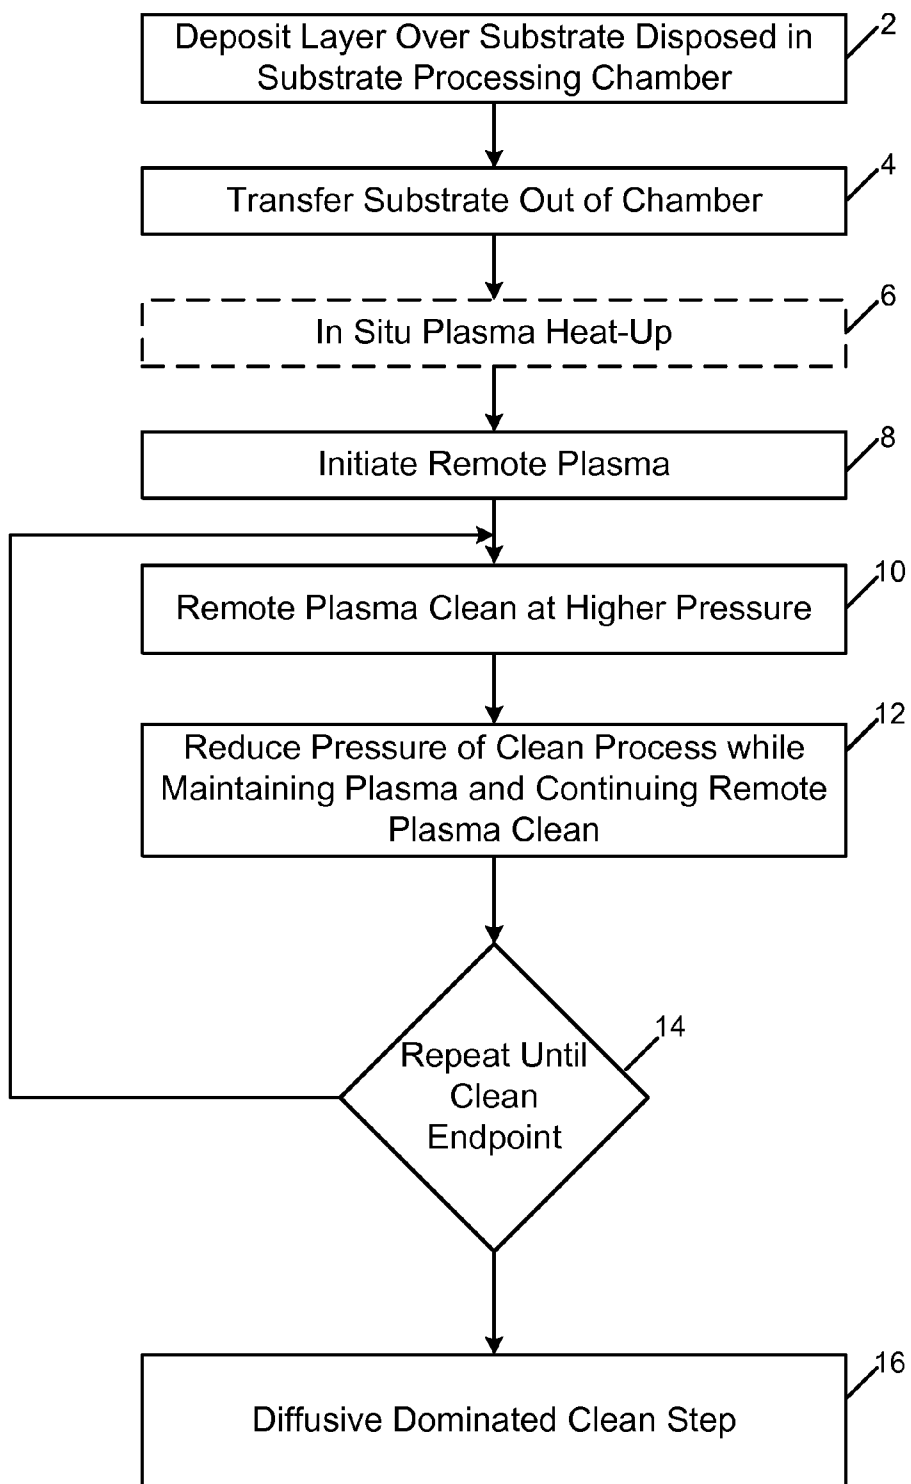 Deposit Layer Over Substrate Disposed in
Substrate Processing Chamber
2
Transfer Substrate Out of Chamber
4
In Situ Plasma Heat-Up
6
Initiate Remote Plasma
8
Remote Plasma Clean at Higher Pressure
10
Reduce Pressure of Clean Process while
Maintaining Plasma and Continuing Remote
Plasma Clean
12
Repeat Until
Clean
Endpoint
14
Diffusive Dominated Clean Step
16